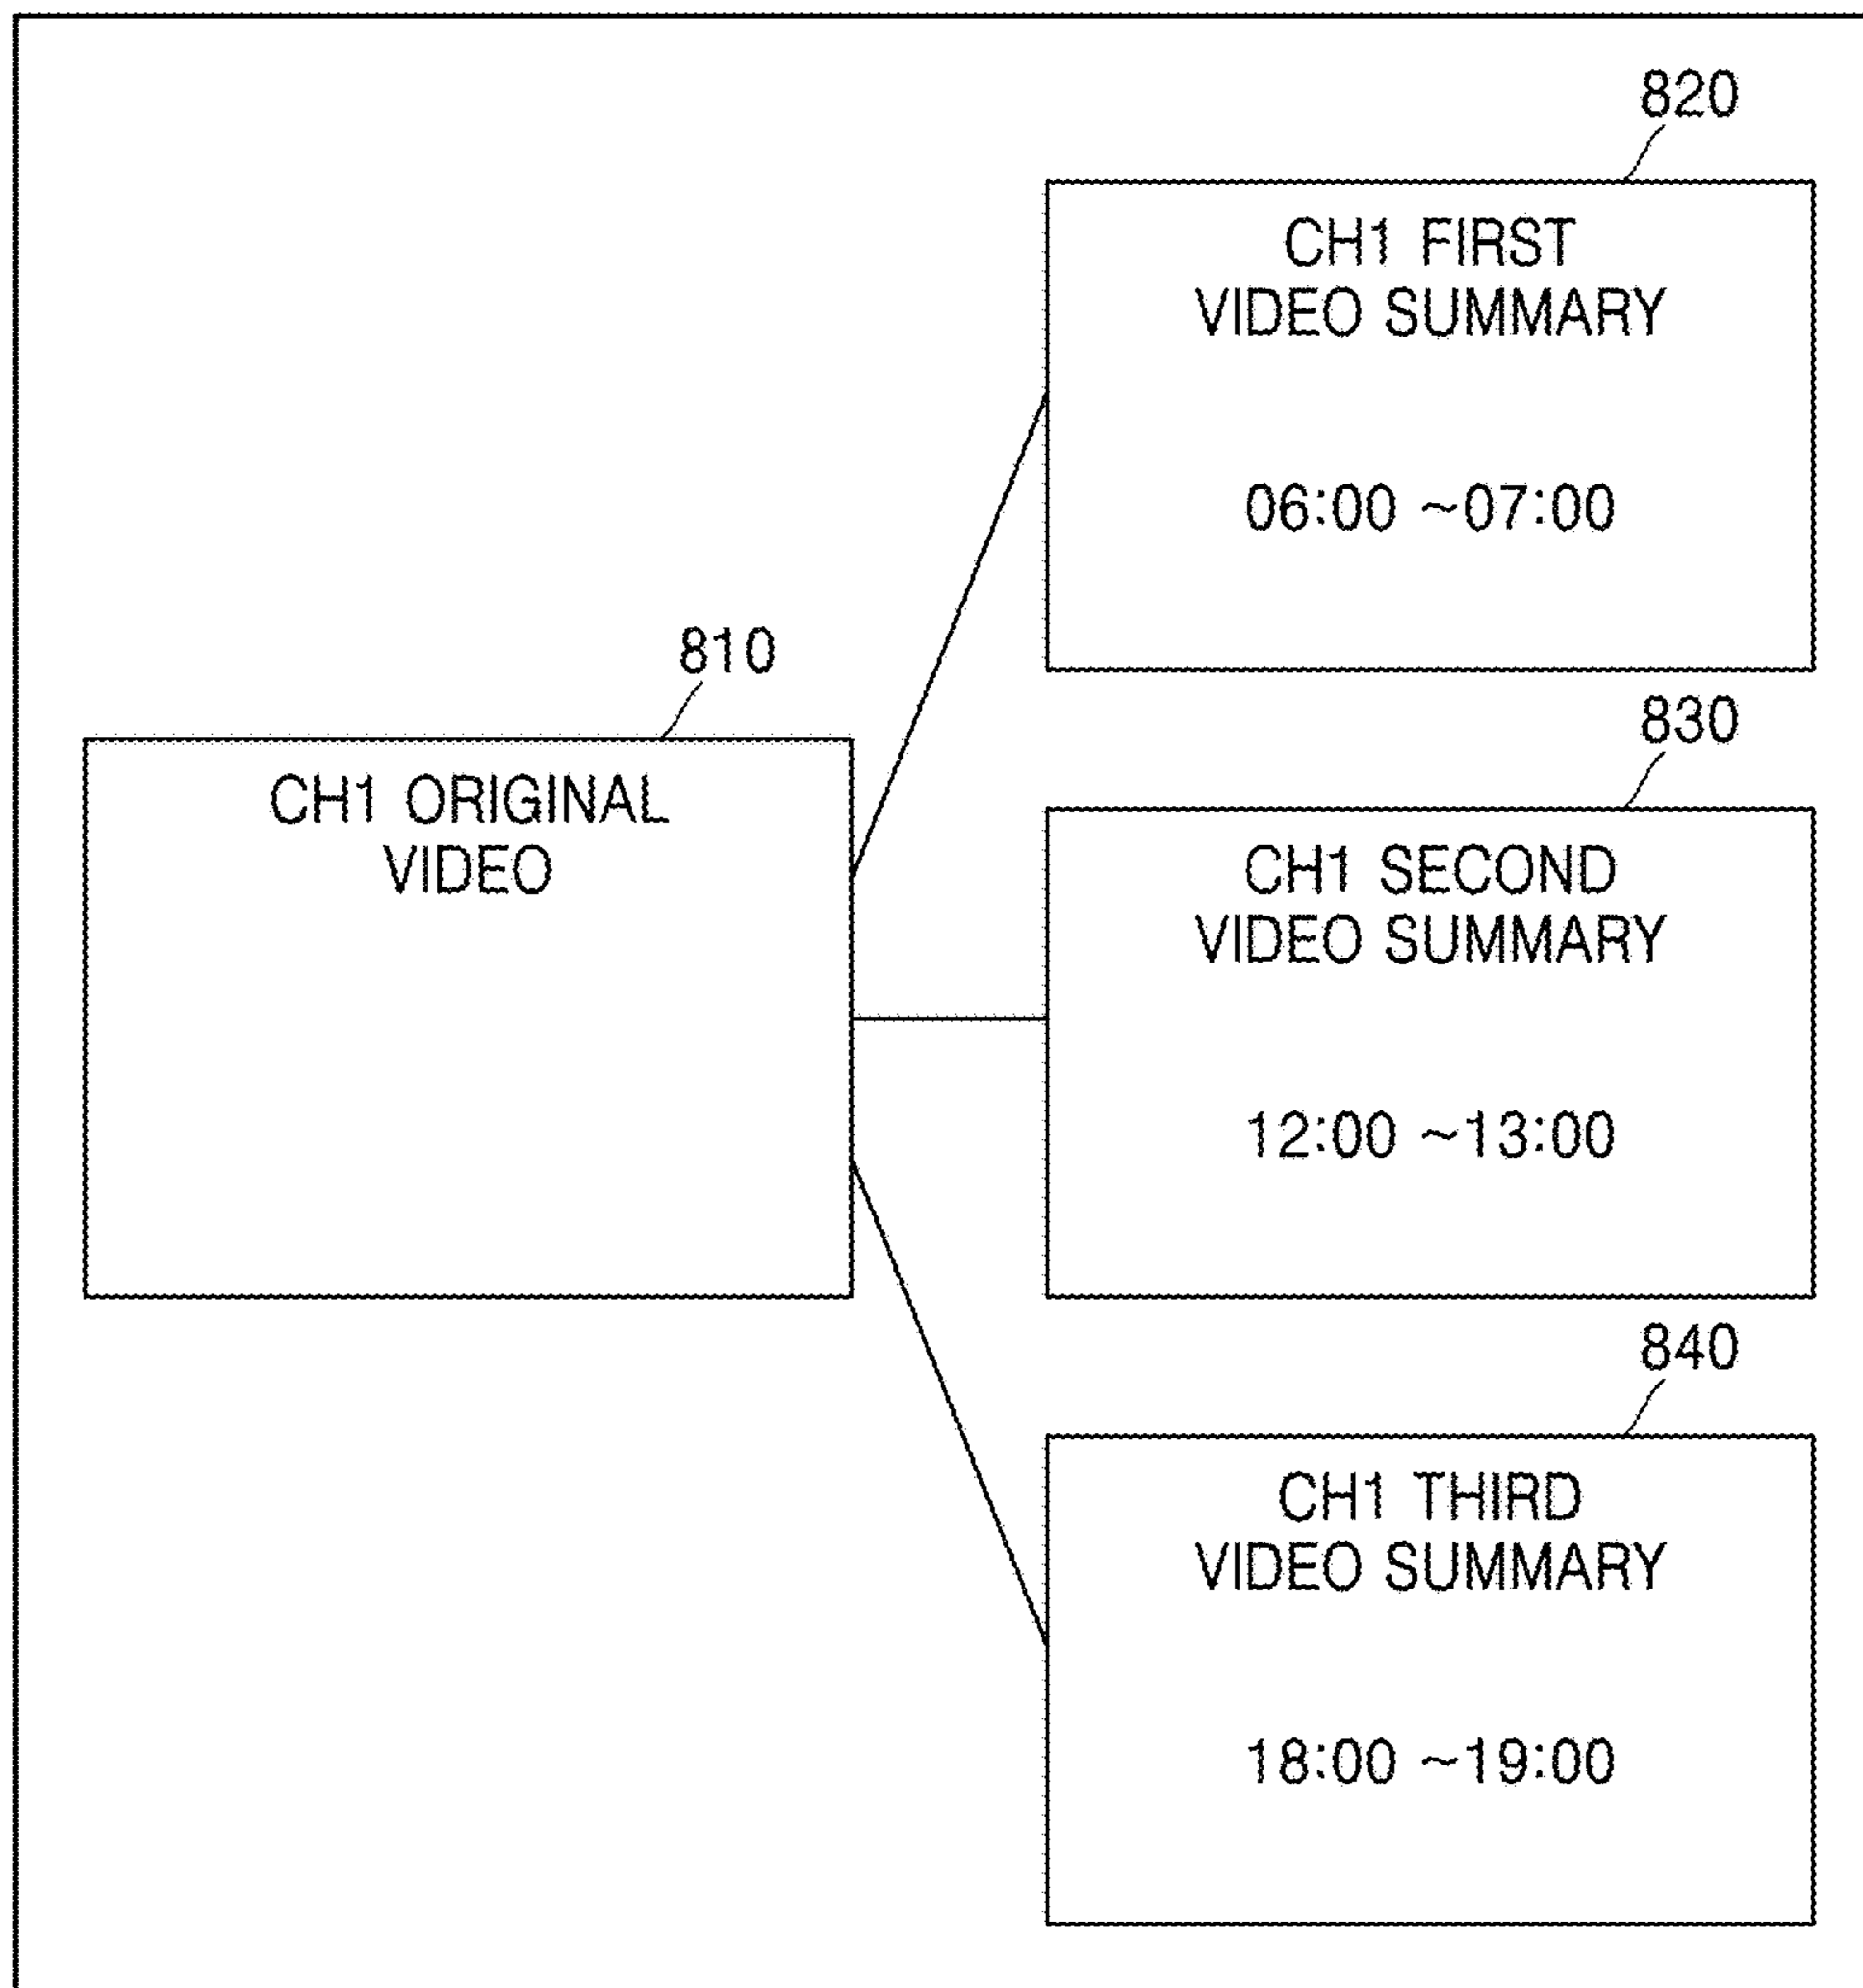 820
CH1 FIRST
VIDEO SUMMARY
06:00 ~07:00
810
CH1 ORIGINAL
VIDEO
830
CH1 SECOND
VIDEO SUMMARY
12:00 ~13:00
840
CH1 THIRD
VIDEO SUMMARY
18:00 ~19:00